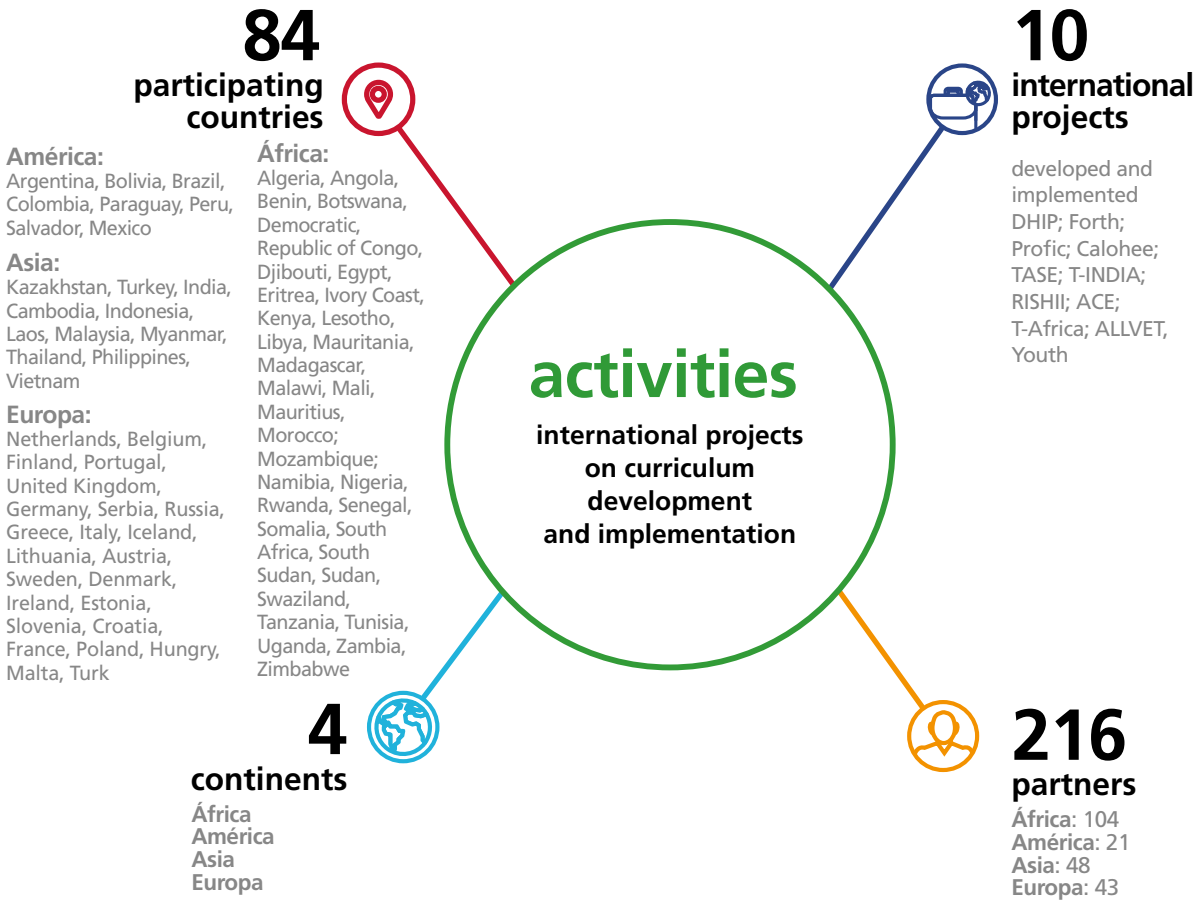 84
participating
countries
América:
Argentina, Bolivia, Brazil,
Colombia, Paraguay, Peru,
Salvador, Mexico
Asia:
Kazakhstan, Turkey, India,
Cambodia, Indonesia,
Laos, Malaysia, Myanmar,
Thailand, Philippines,
Vietnam
Europa:
Netherlands, Belgium,
Finland, Portugal,
United Kingdom,
Germany, Serbia, Russia,
Greece, Italy, Iceland,
Lithuania, Austria,
Sweden, Denmark,
Ireland, Estonia,
Slovenia, Croatia,
France, Poland, Hungry,
Malta, Turk
África:
Algeria, Angola,
Benin, Botswana,
Democratic,
Republic of Congo,
Djibouti, Egypt,
Eritrea, Ivory Coast,
Kenya, Lesotho,
Libya, Mauritania,
Madagascar,
Malawi, Mali,
Mauritius,
Morocco;
Mozambique;
Namibia, Nigeria,
Rwanda, Senegal,
Somalia, South
Africa, South
Sudan, Sudan,
Swaziland,
Tanzania, Tunisia,
Uganda, Zambia,
Zimbabwe
10
international
projects
developed and
implemented
DHIP; Forth;
Profic; Calohee;
TASE; T-INDIA;
RISHII; ACE;
T-Africa; ALLVET,
Youth
activities
international projects
on curriculum
development
and implementation
4
continents
África
América
Asia
Europa
216
partners
África: 104
América: 21
Asia: 48
Europa: 43